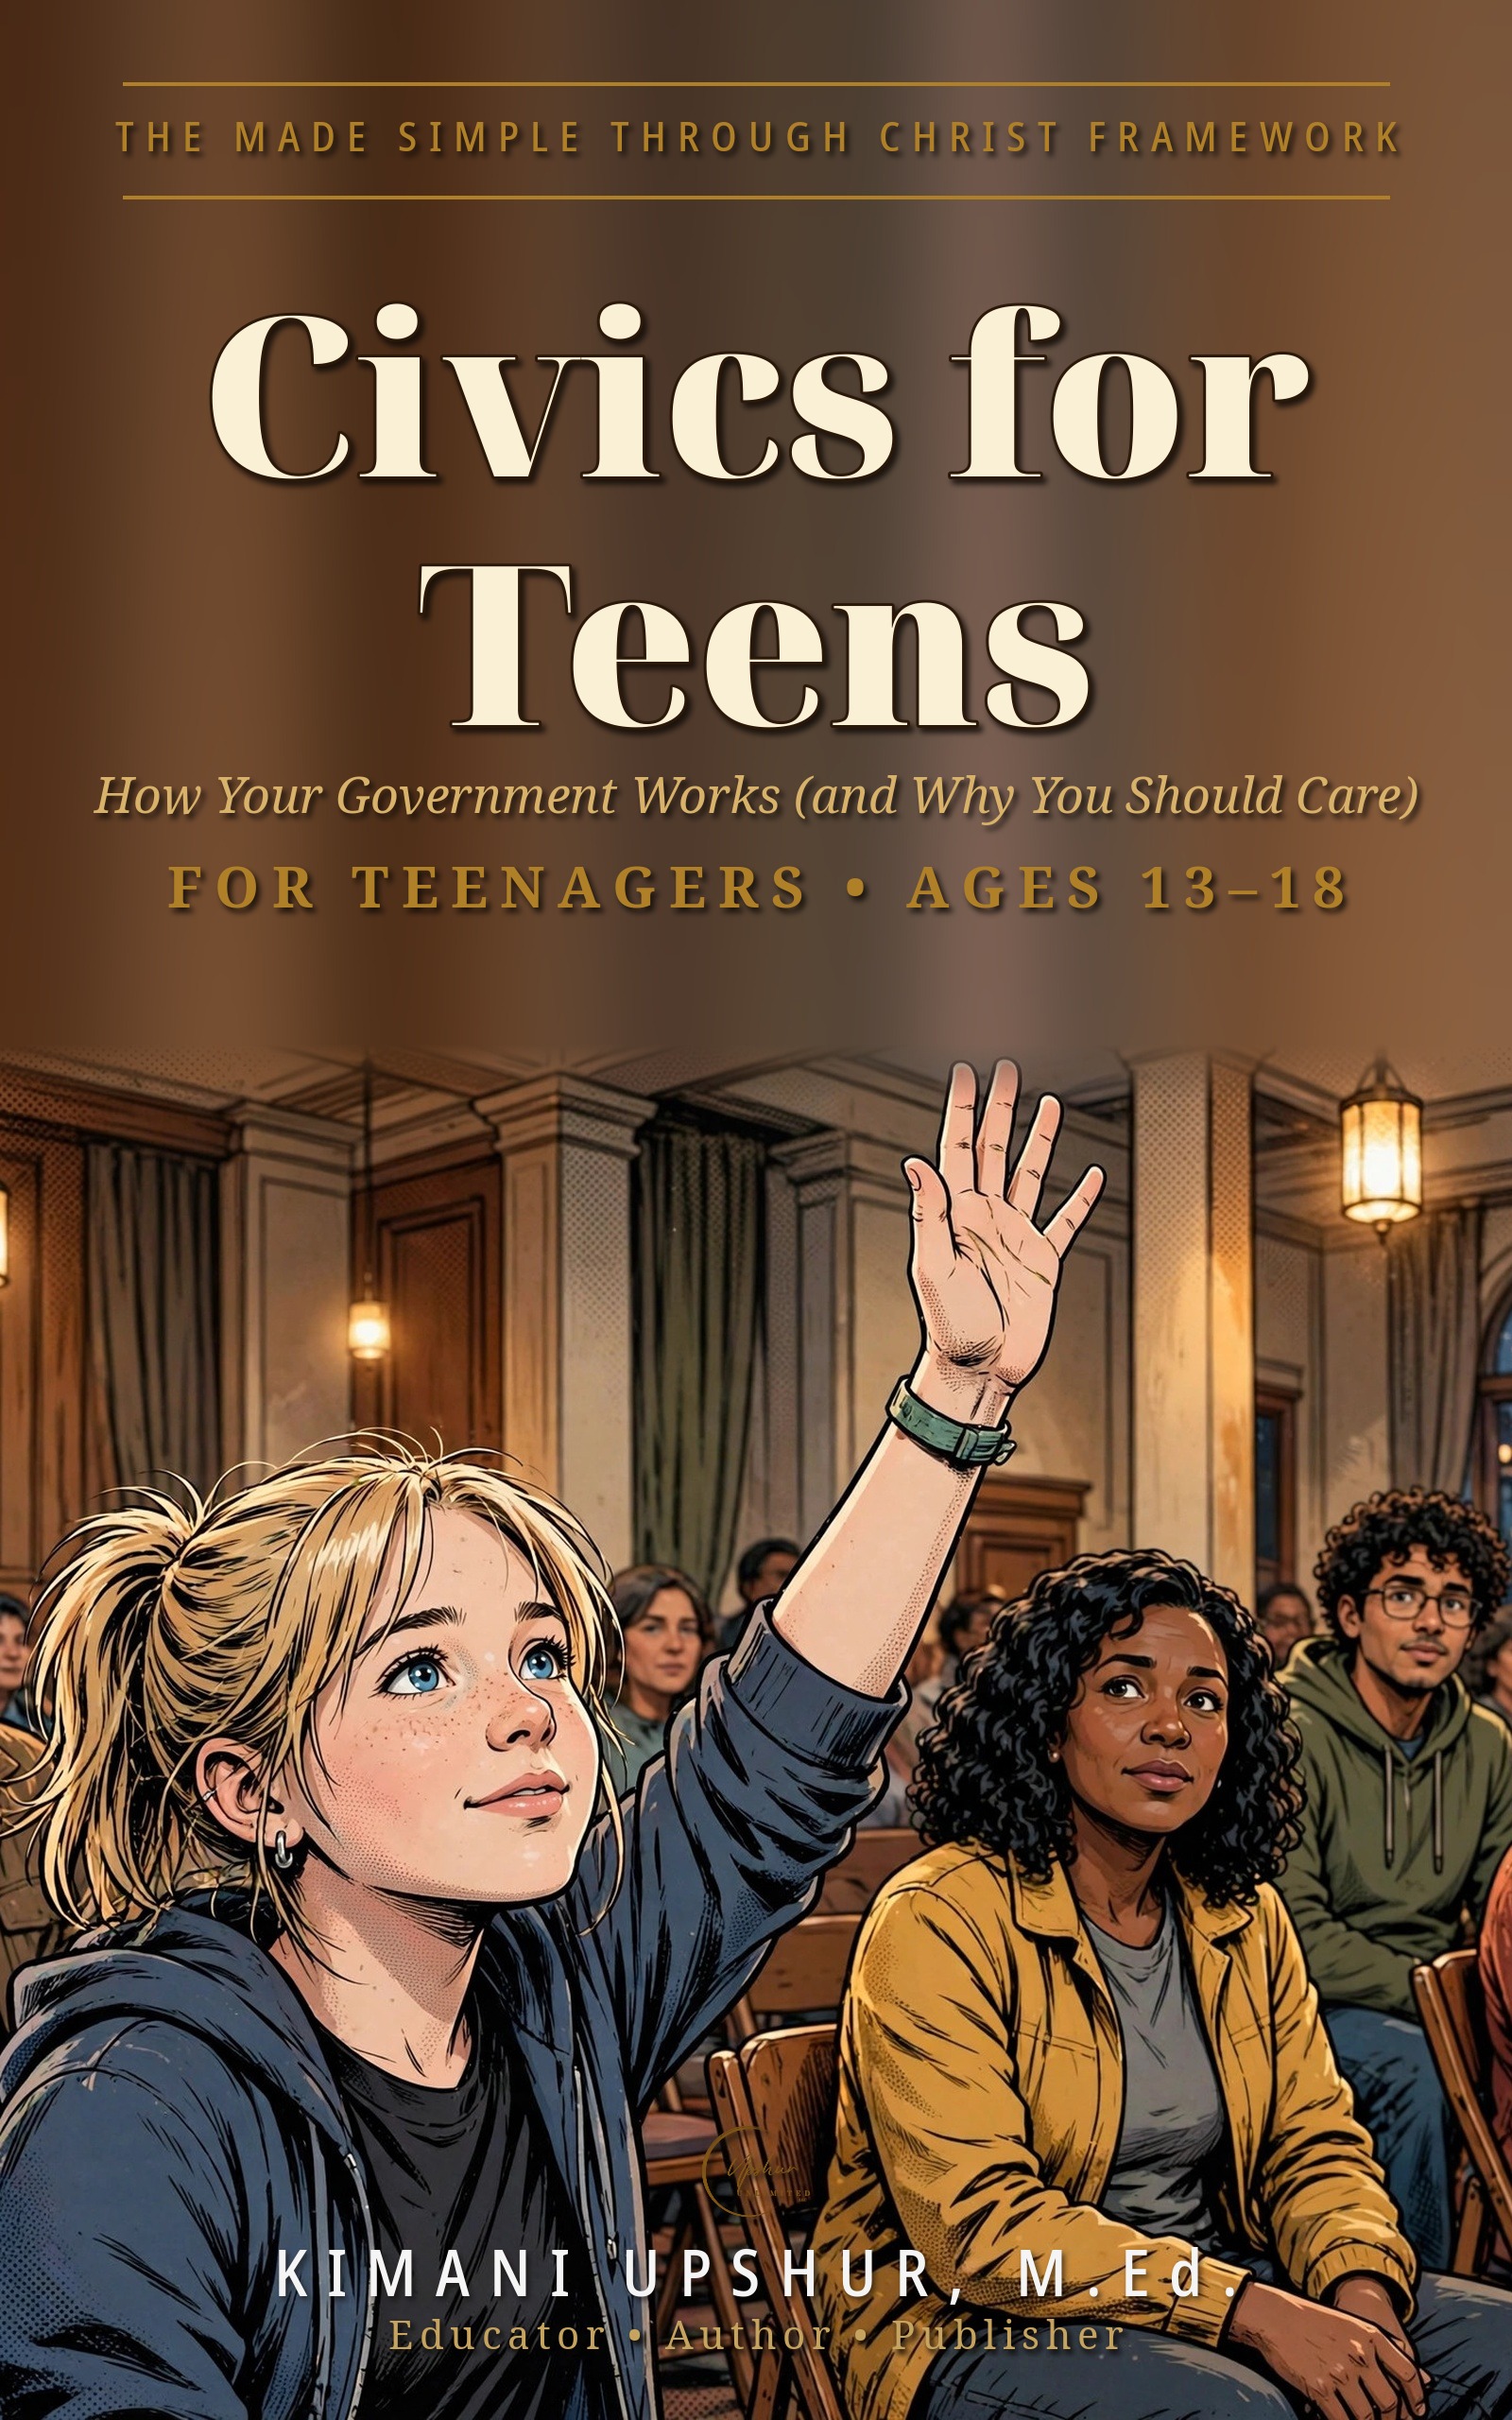 THE MADE SIMPLE THROUGH CHRIST FRAMEWORK
Civics for
Teens
How Your Government Works (and Why You Should Care)
FOR TEENAGERS • AGES 13–18
Upshur
KIMANI UPSHUR, M.Ed.
Educator • Author • Publisher